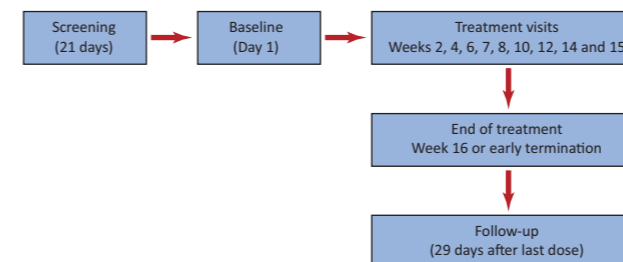 Screening
(21 days)
Baseline
(Day 1)
Treatment visits
Weeks 2, 4, 6, 7, 8, 10, 12, 14 and 15
End of treatment
Week 16 or early termination
Follow-up
(29 days after last dose)